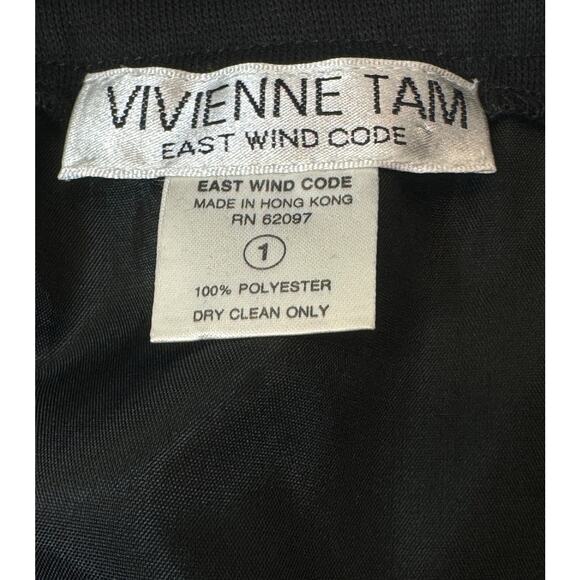 VIVIENNE TAM
EAST WIND CODE
EAST WIND CODE
MADE IN HONG KONG
RN 62097
1
100% POLYESTER
DRY CLEAN ONLY